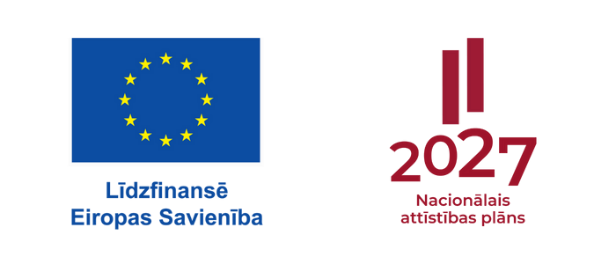 Līdzfinansē
Eiropas Savienība
2027
Nacionālais
attīstības plāns